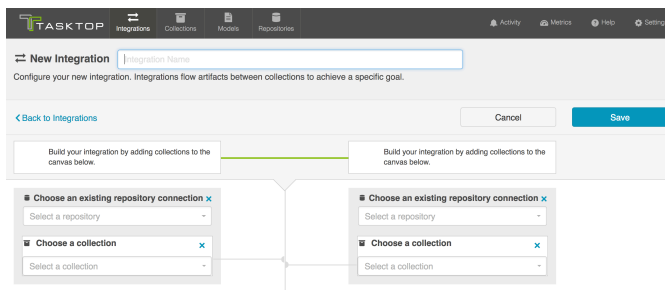 TASKTOP
Integrations
Collections
Models
Repositories
Activity
Metrics
Help
Setting
New Integration
Integration Name
Configure your new integration. Integrations flow artifacts between collections to achieve a specific goal.
Back to Integrations
Cancel
Save
Build your integration by adding collections to the
canvas below.
Build your integration by adding collections to the
canvas below.
Choose an existing repository connection
Select a repository
Choose a collection
Select a collection
Choose an existing repository connection
Select a repository
Choose a collection
Select a collection